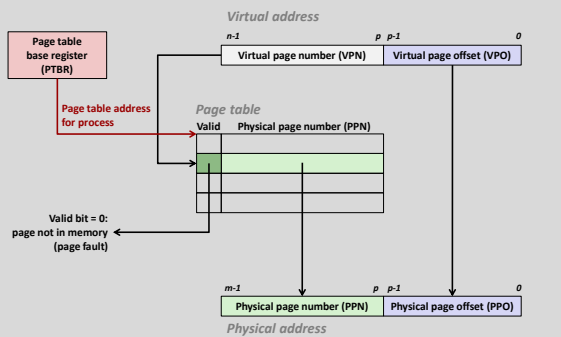 Virtual address
n-1 p p-1 0
Page table
base register
(PTBR)
Virtual page number (VPN) Virtual page offset (VPO)
Page table address
for process
Page table
Valid Physical page number (PPN)
Valid bit = 0:
page not in memory
(page fault)
m-1 p p-1 0
Physical page number (PPN) Physical page offset (PPO)
Physical address